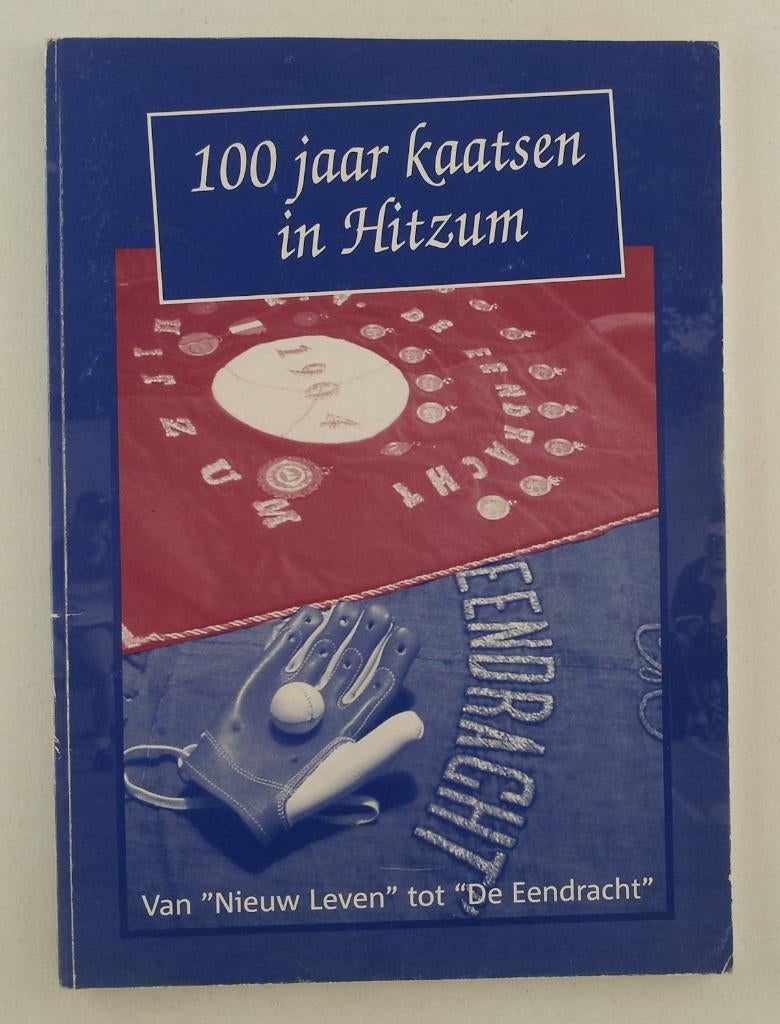 100 jaar kaatsen
in Hitzum
DE EENDRACHT
1904
HITZUM
EENDRACHT
Van ”Nieuw Leven” tot “De Eendracht”